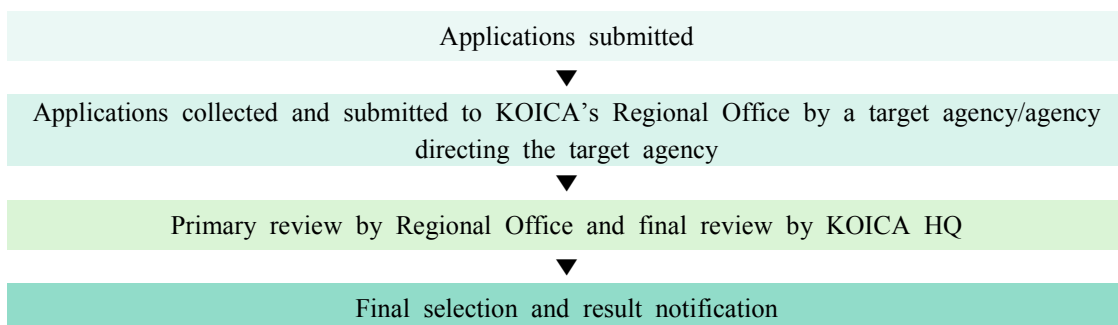 Applications submitted
▼
Applications collected and submitted to KOICA's Regional Office by a target agency/agency
directing the target agency
▼
Primary review by Regional Office and final review by KOICA HQ
▼
Final selection and result notification